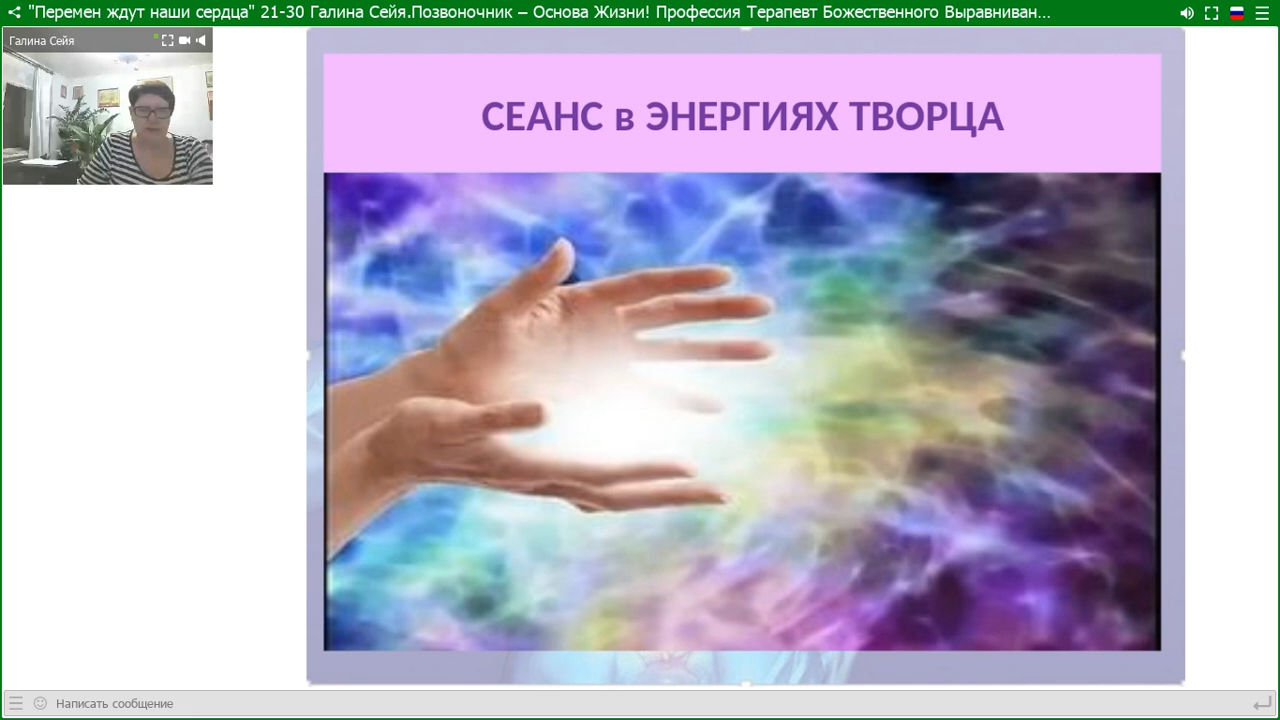 "Перемен ждут наши сердца" 21-30 Галина Сейя.Позвоночник – Основа Жизни! Профессия Терапевт Божественного Выравниван...
Галина Сейя
СЕАНС в ЭНЕРГИЯХ ТВОРЦА
Написать сообщение